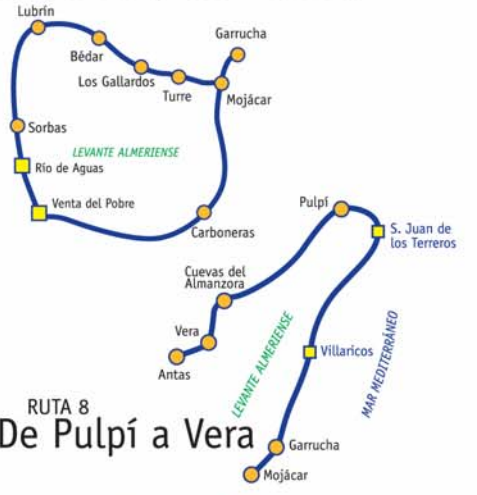 Lubrín
Bédar
Garrucha
Los Gallardos
Turre
Mojácar
Sorbas
LEVANTE ALMERIENSE
Río de Aguas
Venta del Pobre
Carboneras
Pulpí
S. Juan de
los Terreros
Cuevas del
Almanzora
Vera
Antas
LEVANTE ALMERIENSE
Villaricos
MAR MEDITERRÁNEO
RUTA 8
De Pulpí a Vera
Garrucha
Mojácar